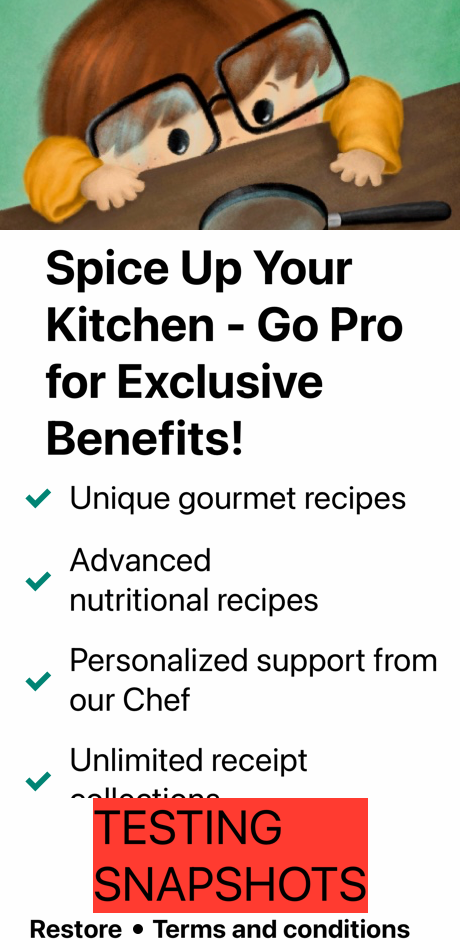 Spice Up Your
Kitchen - Go Pro
for Exclusive
Benefits!
Unique gourmet recipes
Advanced
nutritional recipes
Personalized support from
our Chef
Unlimited receipt
collections
TESTING
SNAPSHOTS
Restore • Terms and conditions